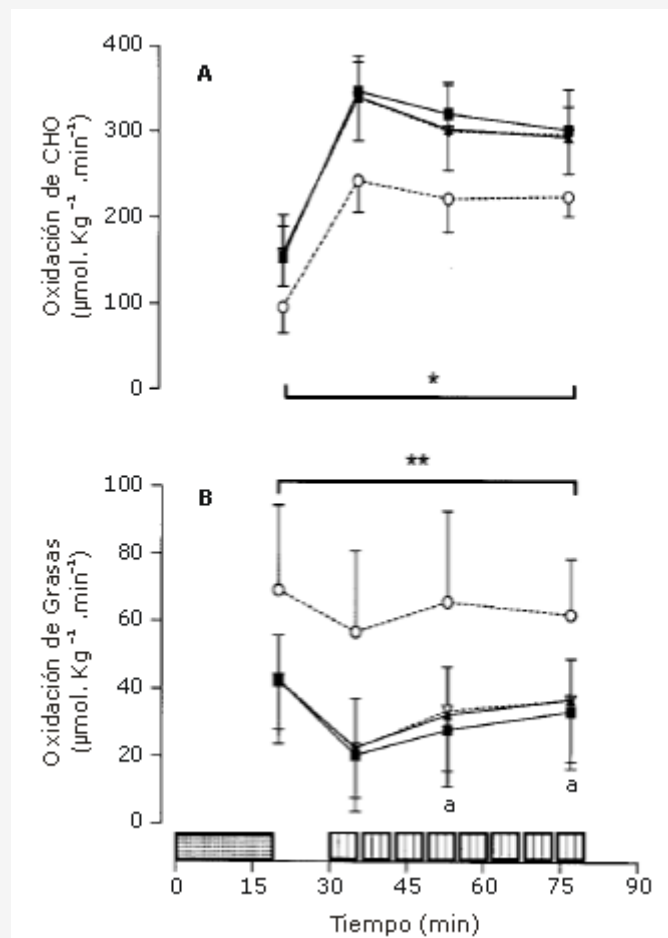 A
Oxidación de CHO
(µmol. Kg⁻¹ .min⁻¹)
400
300
200
100
0
*
**
B
Oxidación de Grasas
(µmol. Kg⁻¹ .min⁻¹)
100
80
60
40
20
0
a
a
0 15 30 45 60 75 90
Tiempo (min)